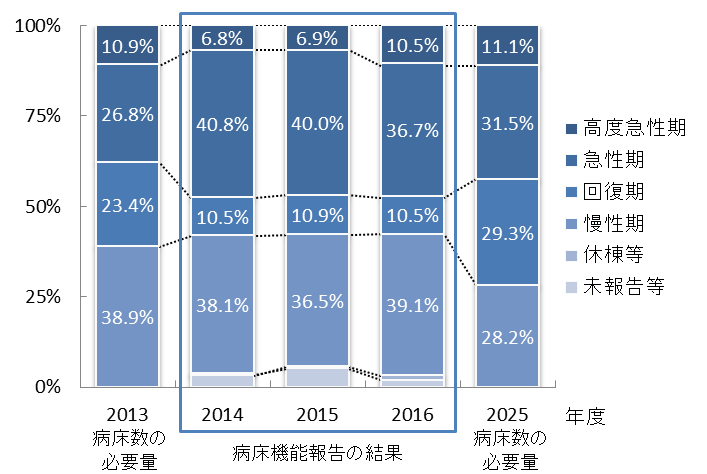 100%
75%
50%
25%
0%
10.9%
26.8%
23.4%
38.9%
6.8%
40.8%
10.5%
38.1%
6.9%
40.0%
10.9%
36.5%
10.5%
36.7%
10.5%
39.1%
11.1%
31.5%
29.3%
28.2%
高度急性期
急性期
回復期
慢性期
休棟等
未報告等
2013 2014 2015 2016 2025 年度
病床数の
必要量
病床機能報告の結果
病床数の
必要量